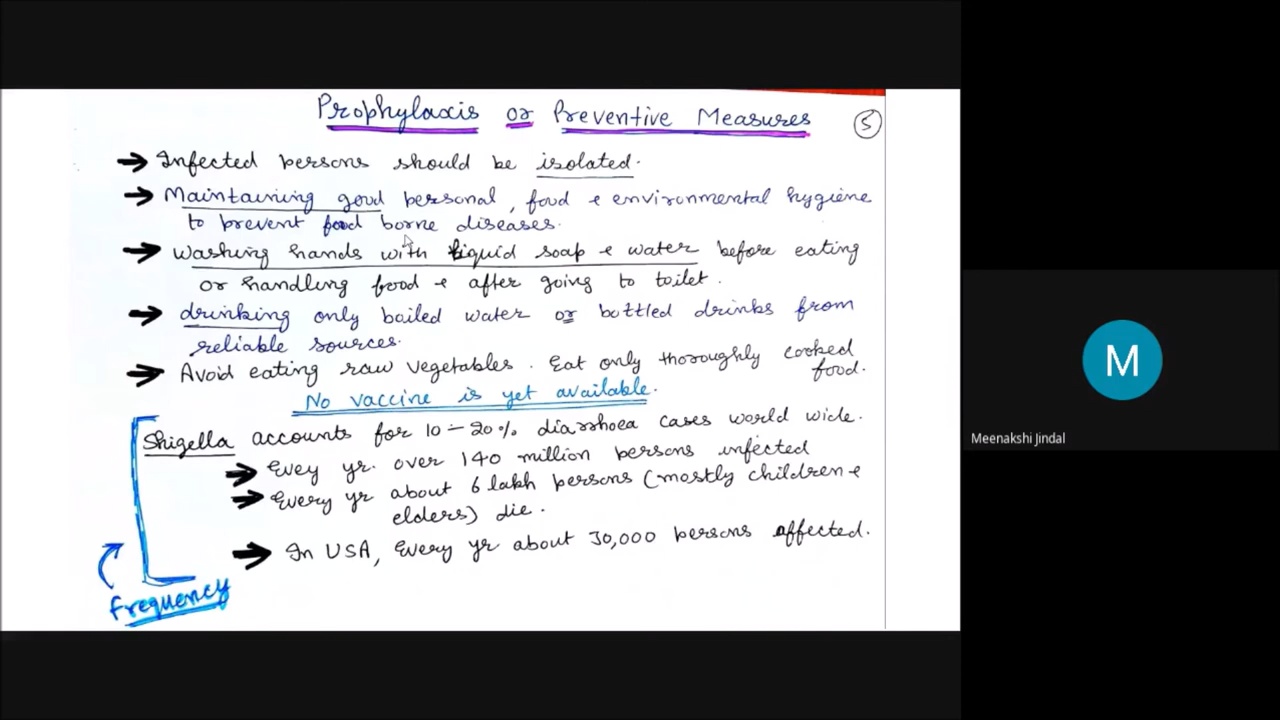 Prophylaxis or Preventive Measures
5
→ Infected persons should be isolated.
→ Maintaining good personal, food & environmental hygiene
to prevent food borne diseases.
→ Washing hands with liquid soap & water before eating
or handling food & after going to toilet.
→ drinking only boiled water or bottled drinks from
reliable sources.
→ Avoid eating raw vegetables. Eat only thoroughly cooked
food.
No vaccine is yet available.
Shigella accounts for 10-20% diarrhoea cases world wide.
→ Evey yr. over 140 million persons infected
→ Every yr about 6 lakh persons (mostly children &
elders) die.
→ In USA, Every yr about 30,000 persons affected.
Frequency
M
Meenakshi Jindal